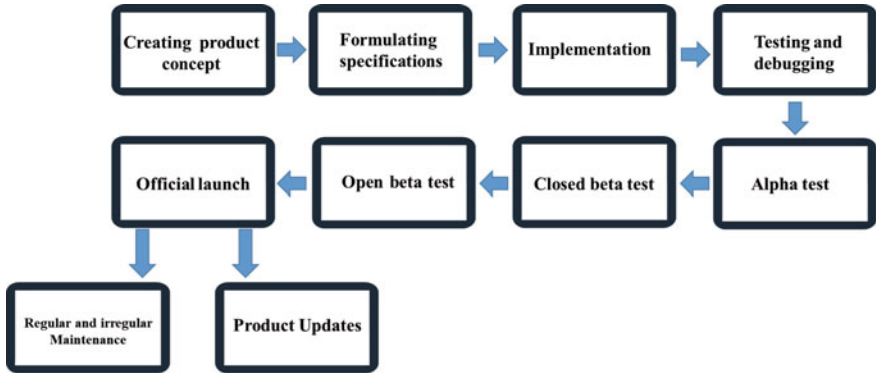 Creating product
concept
Formulating
specifications
Implementation
Testing and
debugging
Alpha test
Closed beta test
Open beta test
Official launch
Regular and irregular
Maintenance
Product Updates